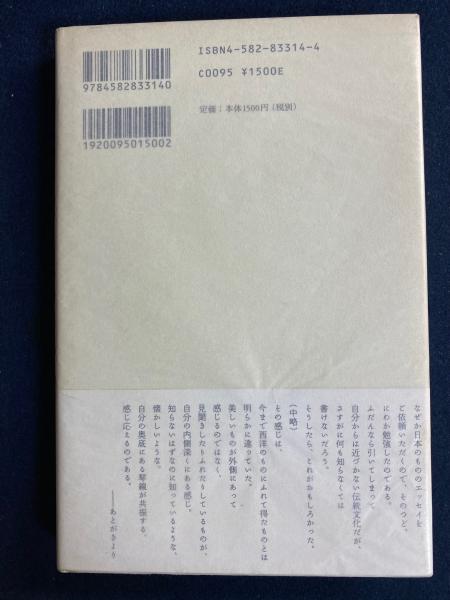 ISBN4-582-83314-4
C0095 ¥1500E
9784582833140
定価：本体1500円(税別)
1920095015002
なぜか日本のもののエッセイを
ご依頼いただくので、そのつど、
にわか勉強したのである。
ふだんなら引いてしまって
自分からは近づかない伝統文化だが、
さすがに何も知らなくては
書けないだろう。
そうしたら、これがおもしろかった。
(中略)
その感じは、
今まで西洋のものにふれて得たものとは
明らかに違っていた。
美しいものが外側にあって
感じるのではなく、
見聞きしたりふれたりしているものが、
自分の内側深くにある感じ。
知らないはずなのに知っているような、
懐かしいような。
自分の奥底にある琴線が共振する。
感じ応えるのである。
——あとがきより